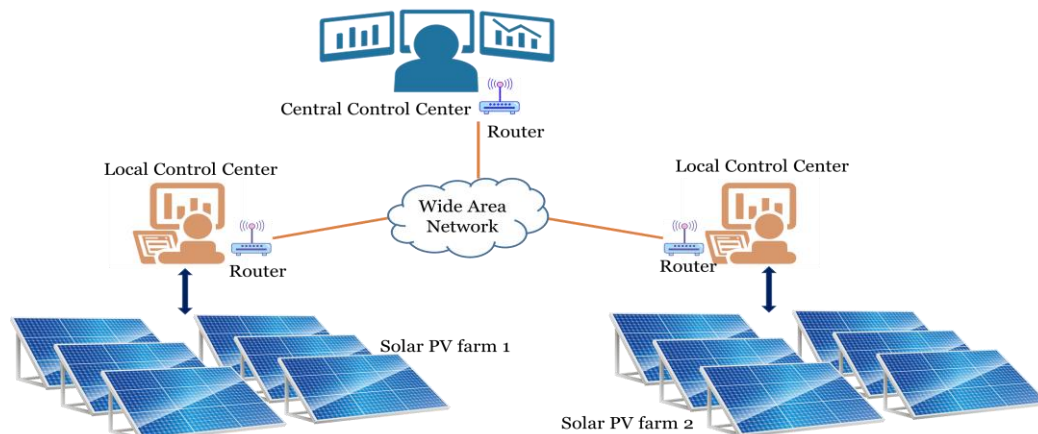 Central Control Center
Router
Local Control Center
Local Control Center
Wide Area
Network
Router
Router
Solar PV farm 1
Solar PV farm 2